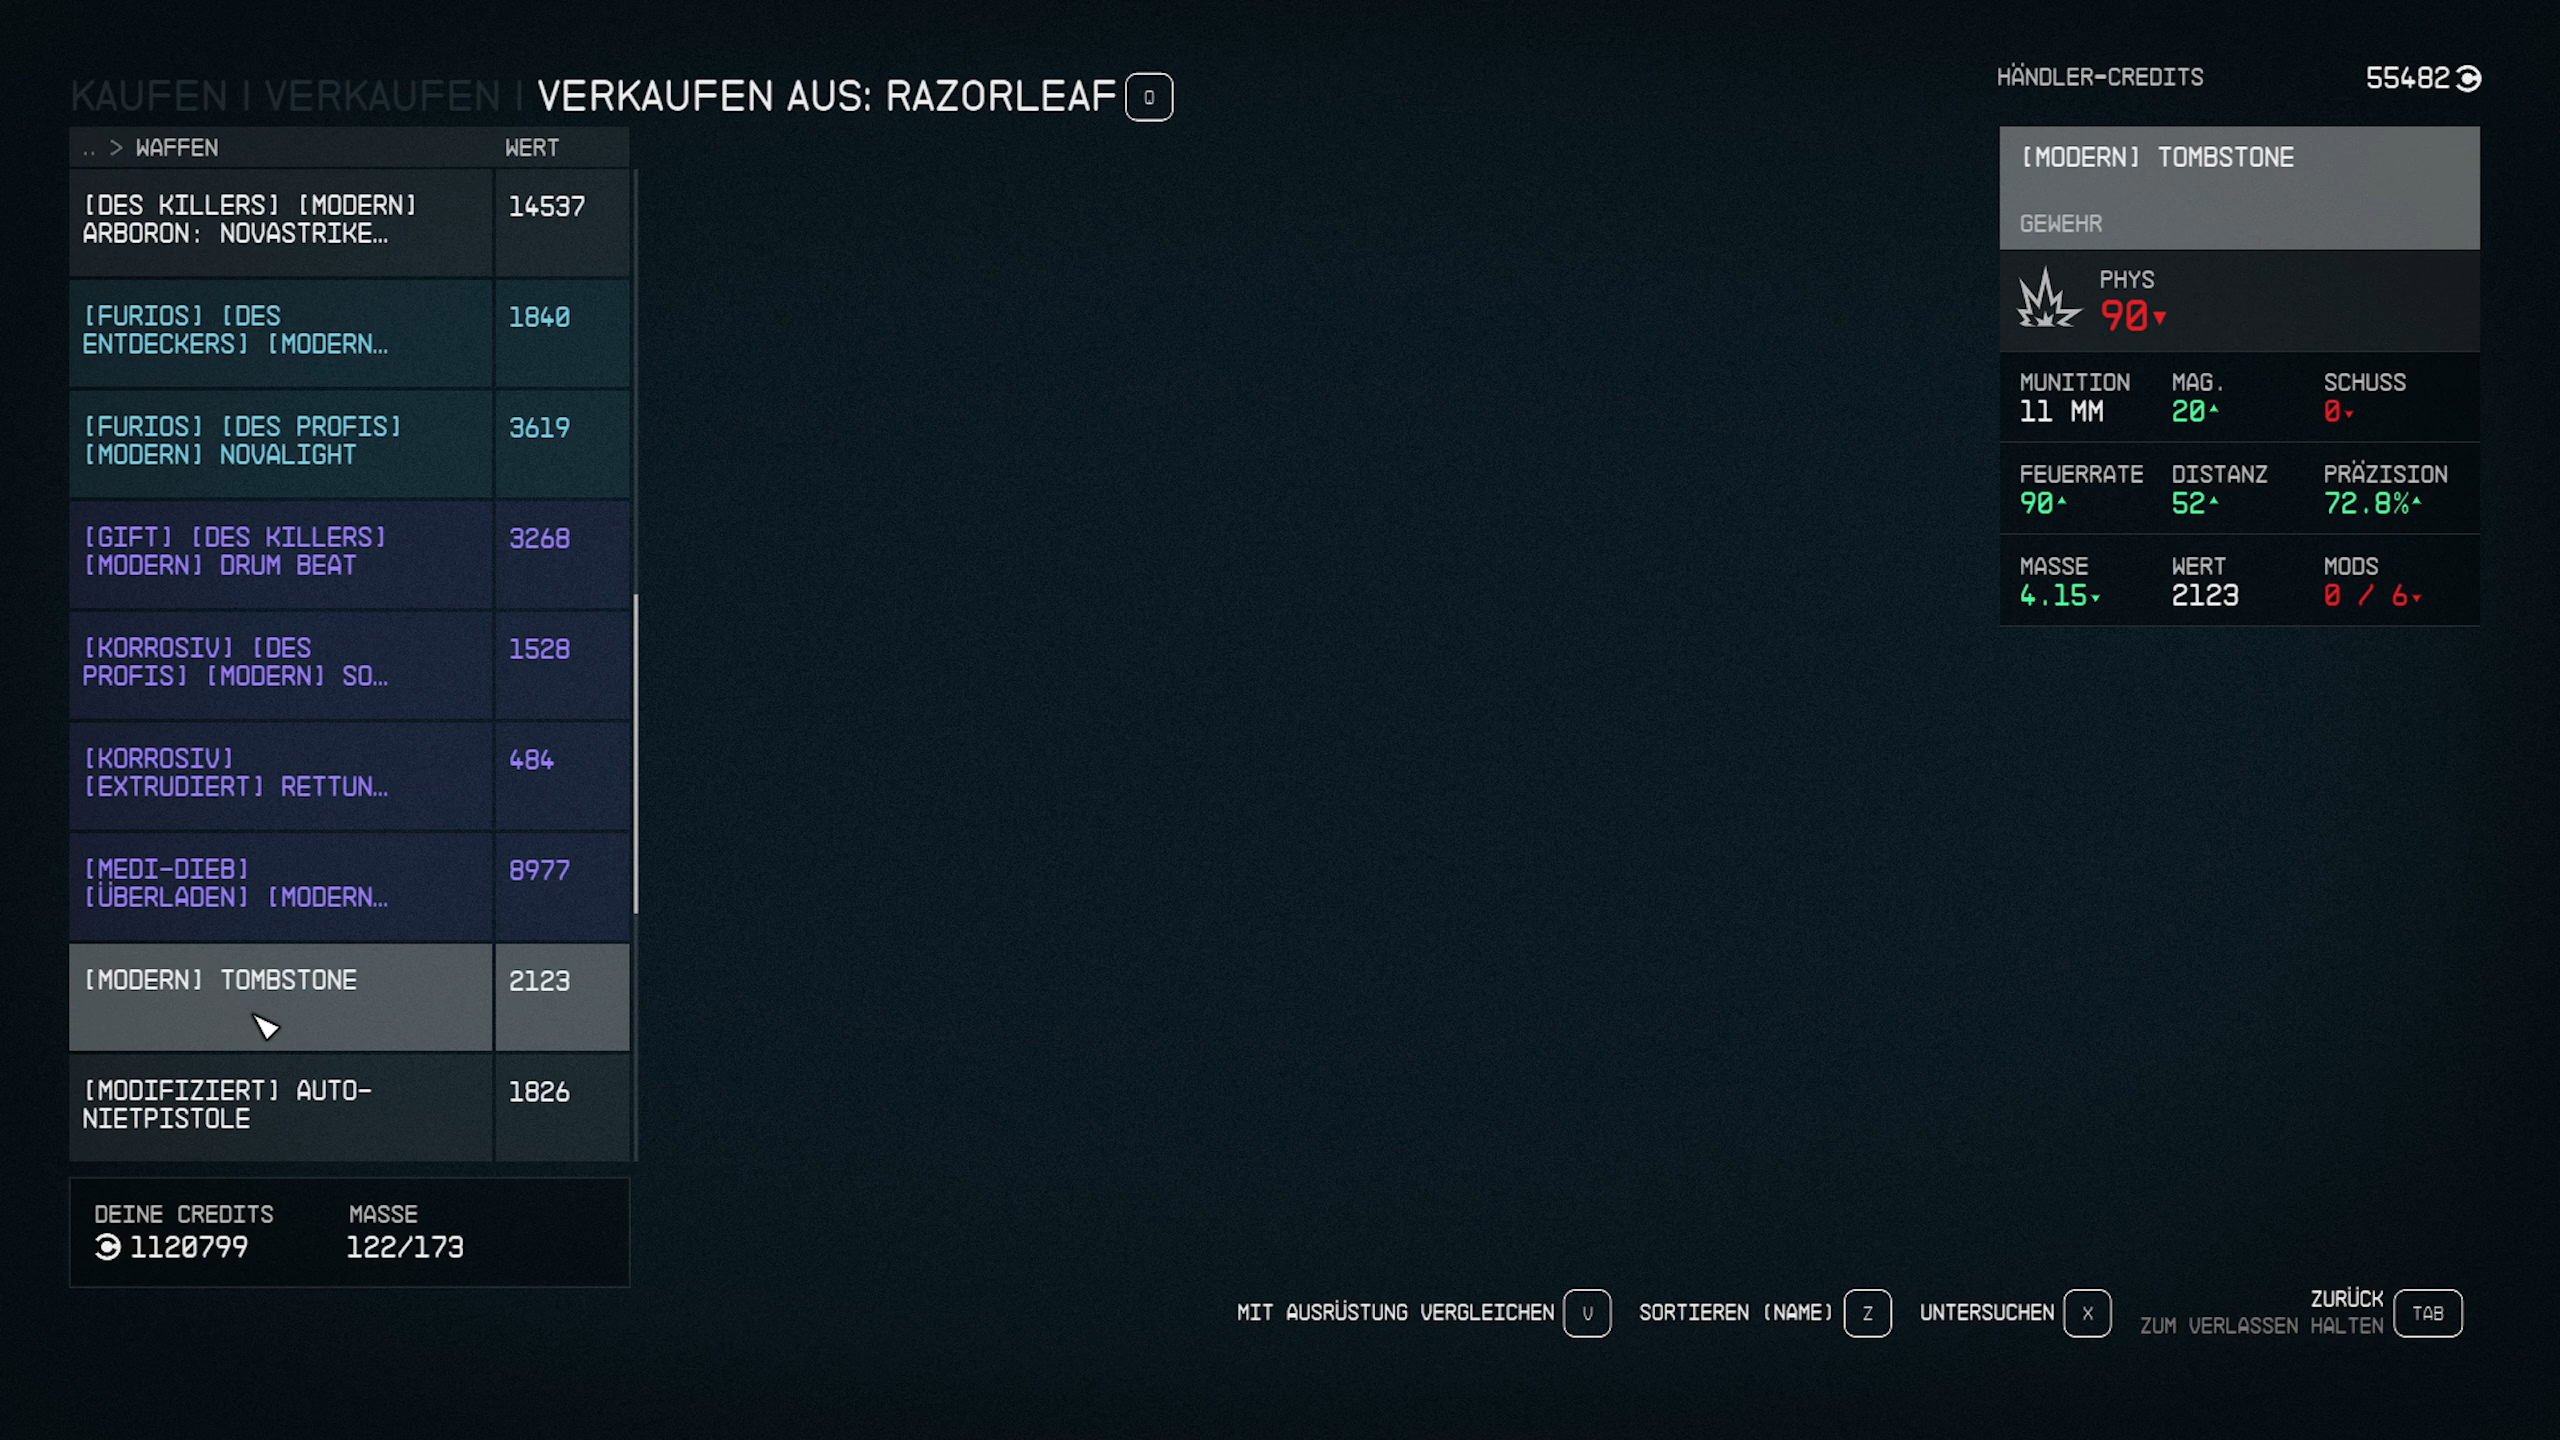 KAUFEN | VERKAUFEN | VERKAUFEN AUS: RAZORLEAF Q
HÄNDLER-CREDITS 55482
.. > WAFFEN WERT
[DES KILLERS] [MODERN]
ARBORON: NOVASTRIKE...
14537
[FURIOS] [DES
ENTDECKERS] [MODERN...
1840
[FURIOS] [DES PROFIS]
[MODERN] NOVALIGHT
3619
[GIFT] [DES KILLERS]
[MODERN] DRUM BEAT
3268
[KORROSIV] [DES
PROFIS] [MODERN] SO...
1528
[KORROSIV]
[EXTRUDIERT] RETTUN...
484
[MEDI-DIEB]
[ÜBERLADEN] [MODERN...
8977
[MODERN] TOMBSTONE
2123
[MODIFIZIERT] AUTO-
NIETPISTOLE
1826
DEINE CREDITS MASSE
1120799 122/173
[MODERN] TOMBSTONE
GEWEHR
PHYS
90
MUNITION MAG. SCHUSS
11 MM 20 0
FEUERRATE DISTANZ PRÄZISION
90 52 72.8%
MASSE WERT MODS
4.15 2123 0 / 6
MIT AUSRÜSTUNG VERGLEICHEN V SORTIEREN (NAME) Z UNTERSUCHEN X
ZURÜCK
ZUM VERLASSEN HALTEN TAB